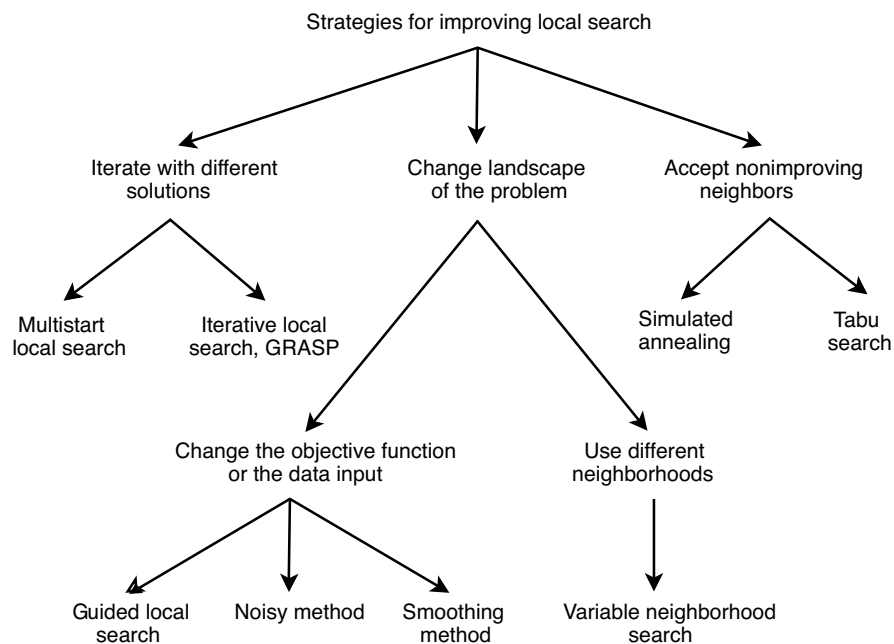 Strategies for improving local search
Iterate with different
solutions
Change landscape
of the problem
Accept nonimproving
neighbors
Multistart
local search
Iterative local
search, GRASP
Simulated
annealing
Tabu
search
Change the objective function
or the data input
Use different
neighborhoods
Guided local
search
Noisy method
Smoothing
method
Variable neighborhood
search